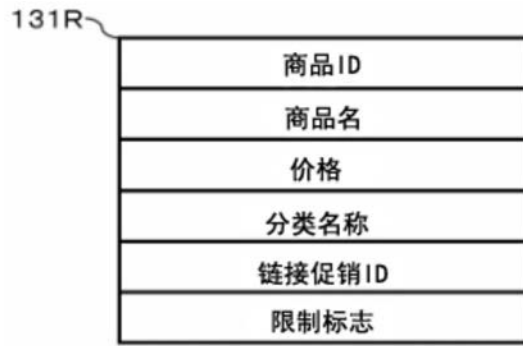 131R
商品ID
商品名
价格
分类名称
链接促销ID
限制标志